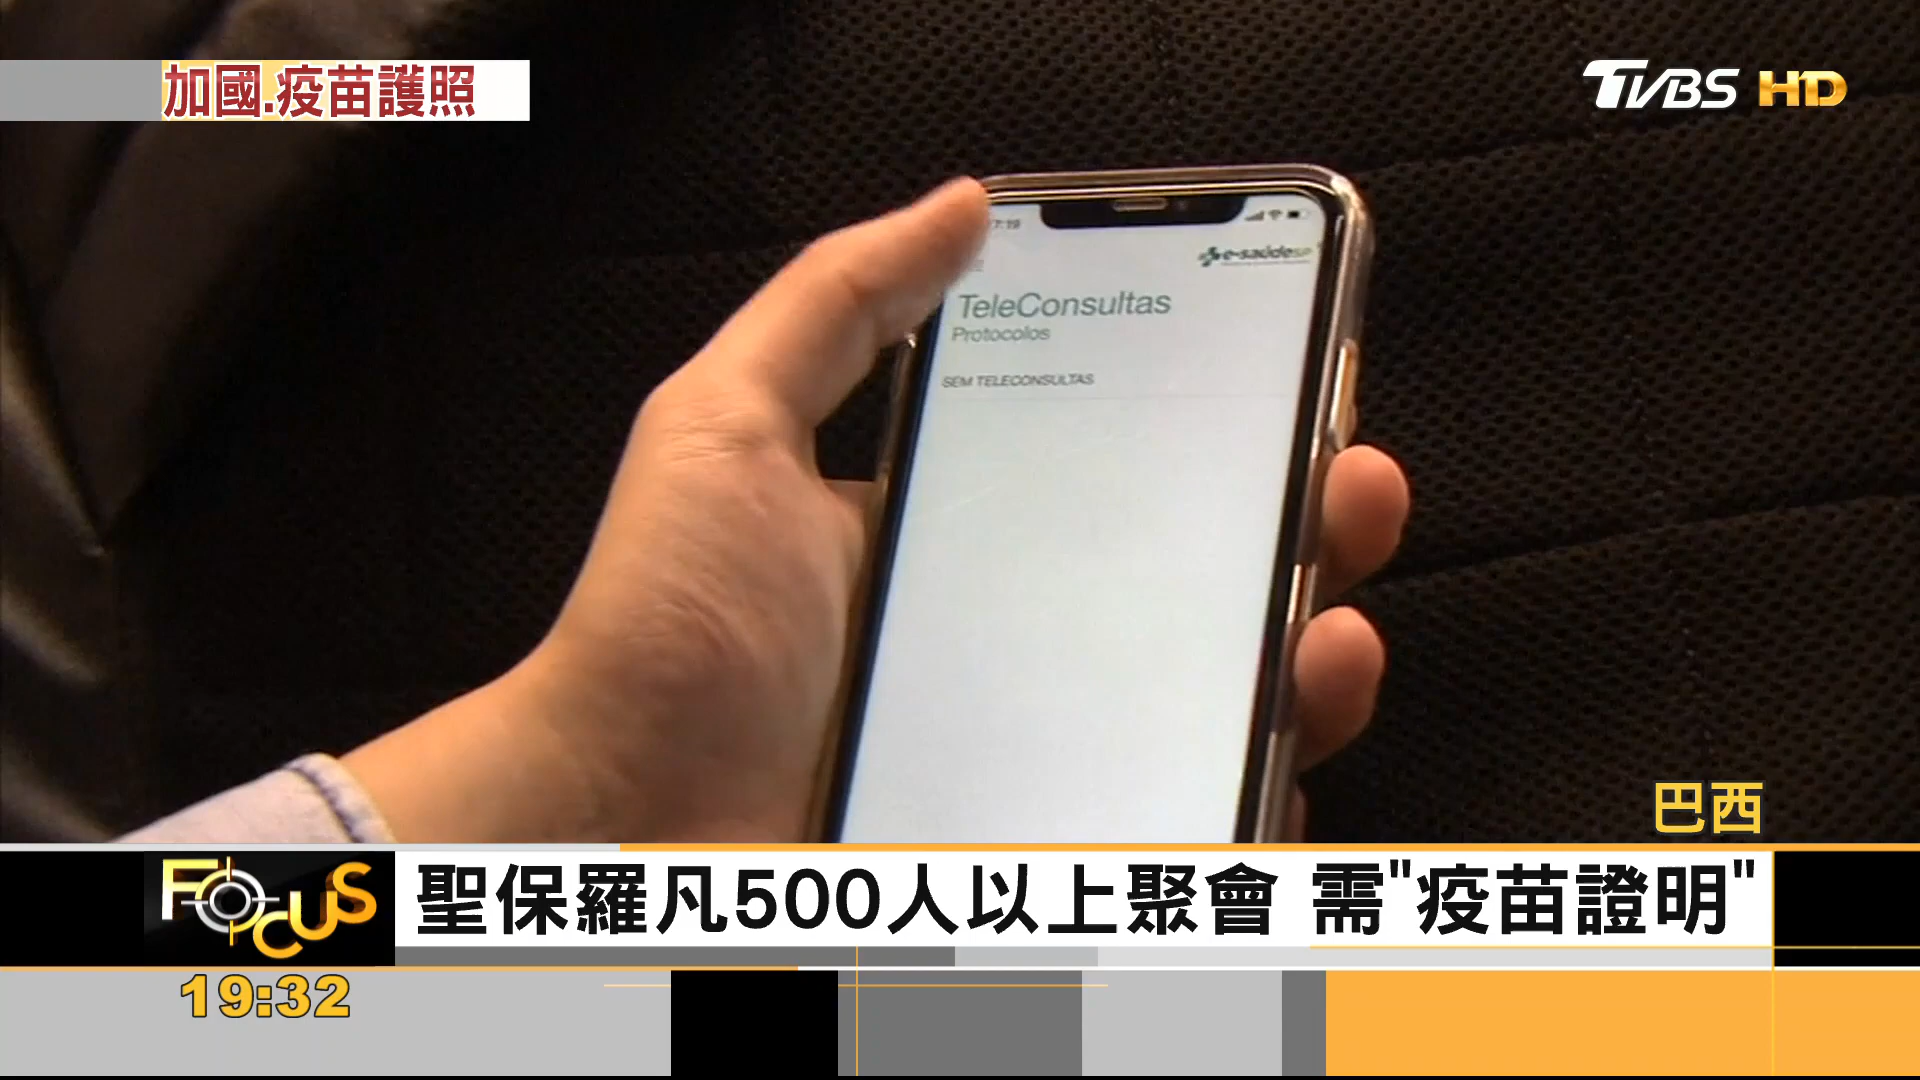 加國.疫苗護照
TVBS HD
7:19
e-saúdeSP
TeleConsultas
Protocolos
SEM TELECONSULTAS
巴西
FOCUS
聖保羅凡500人以上聚會 需"疫苗證明"
19:32